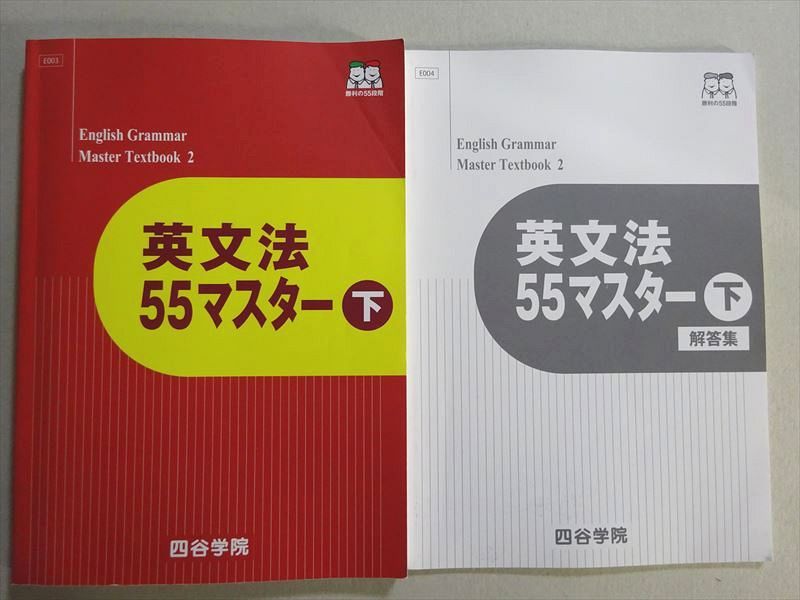 E003
勝利の55段階
English Grammar
Master Textbook 2
英文法
55マスター下
四谷学院
E004
勝利の55段階
English Grammar
Master Textbook 2
英文法
55マスター下
解答集
四谷学院